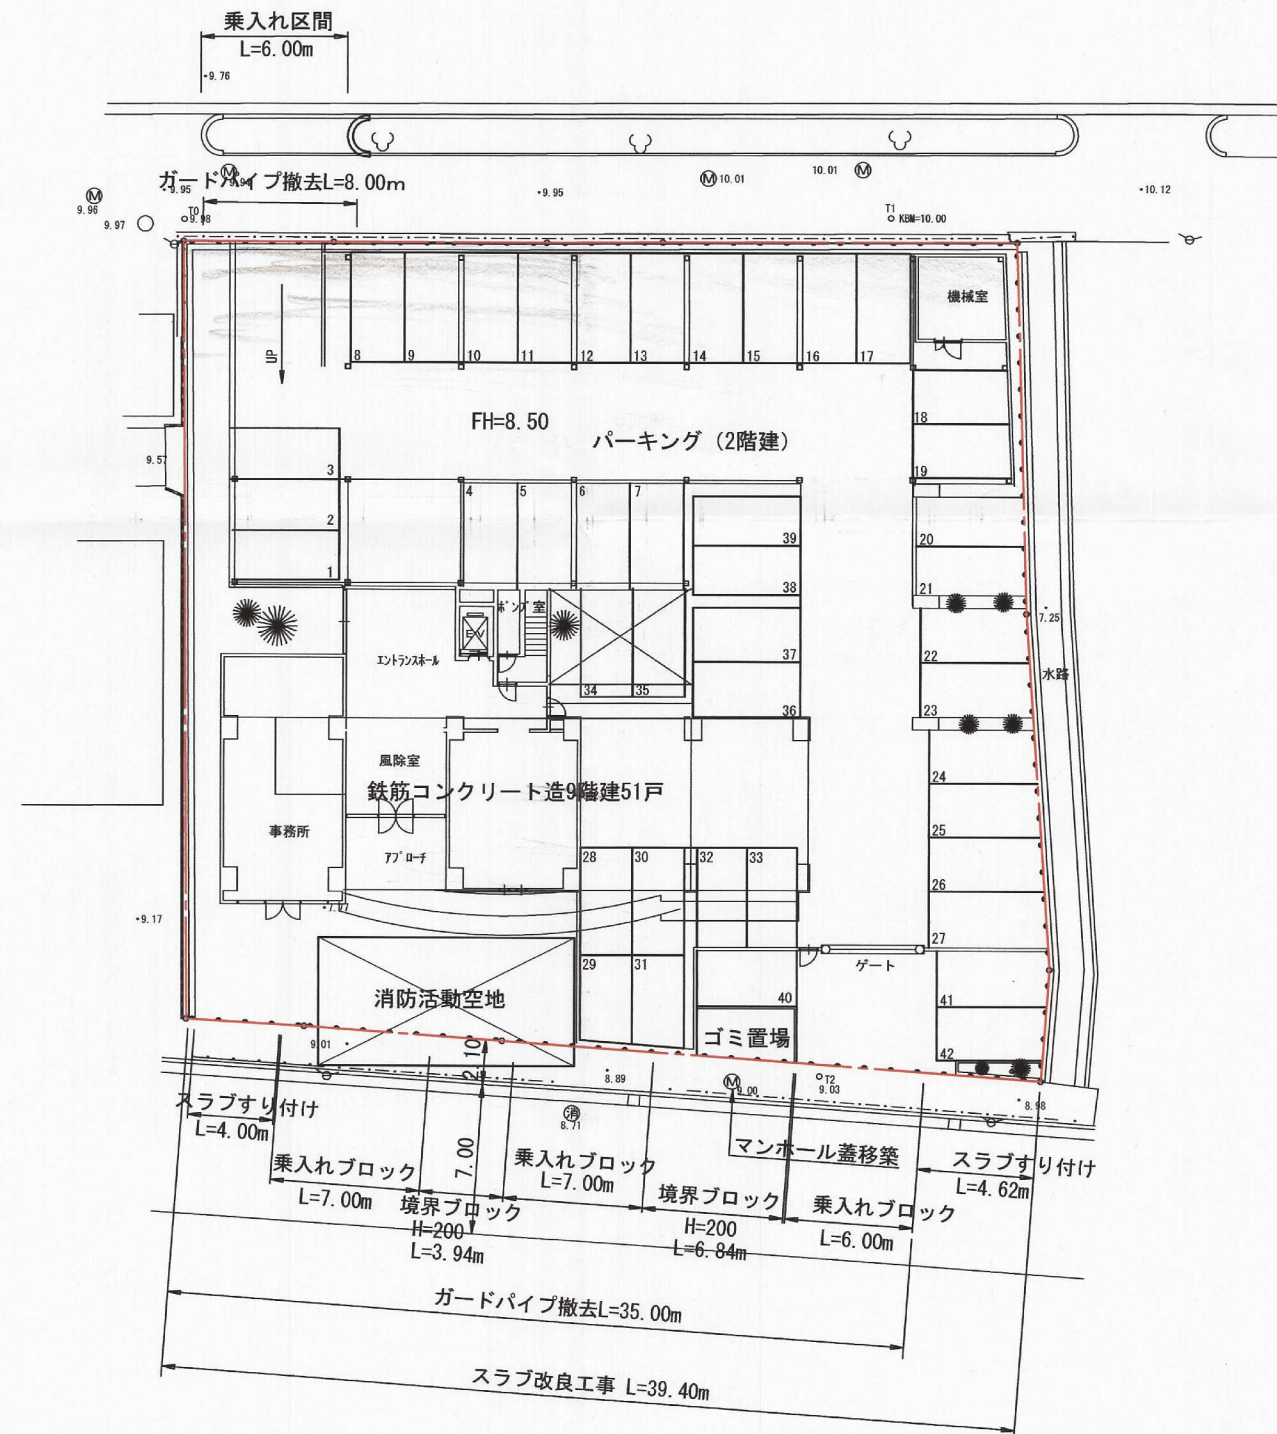 乗入れ区間
L=6.00m
9.76
ガードパイプ撤去L=8.00m
9.95
9.96
M
9.97
T0
9.98
M
9.95
M
10.01
10.01
M
10.12
T1
KBM=10.00
機械室
UP
8
9
10
11
12
13
14
15
16
17
FH=8.50
パーキング（2階建）
18
19
9.57
3
2
1
4
5
6
7
39
38
20
21
ポンプ室
EV
エントランスホール
7.25
水路
37
36
34
35
22
23
風除室
鉄筋コンクリート造9階建51戸
事務所
アプローチ
24
25
26
27
28
30
32
33
9.17
ゲート
29
31
40
41
42
消防活動空地
ゴミ置場
9.01
2.10
8.89
M
9.00
T2
9.03
8.98
消
8.71
スラブすり付け
L=4.00m
7.00
マンホール蓋移築
乗入れブロック
L=7.00m
境界ブロック
H=200
L=3.94m
乗入れブロック
L=7.00m
境界ブロック
H=200
L=6.84m
乗入れブロック
L=6.00m
スラブすり付け
L=4.62m
ガードパイプ撤去L=35.00m
スラブ改良工事 L=39.40m